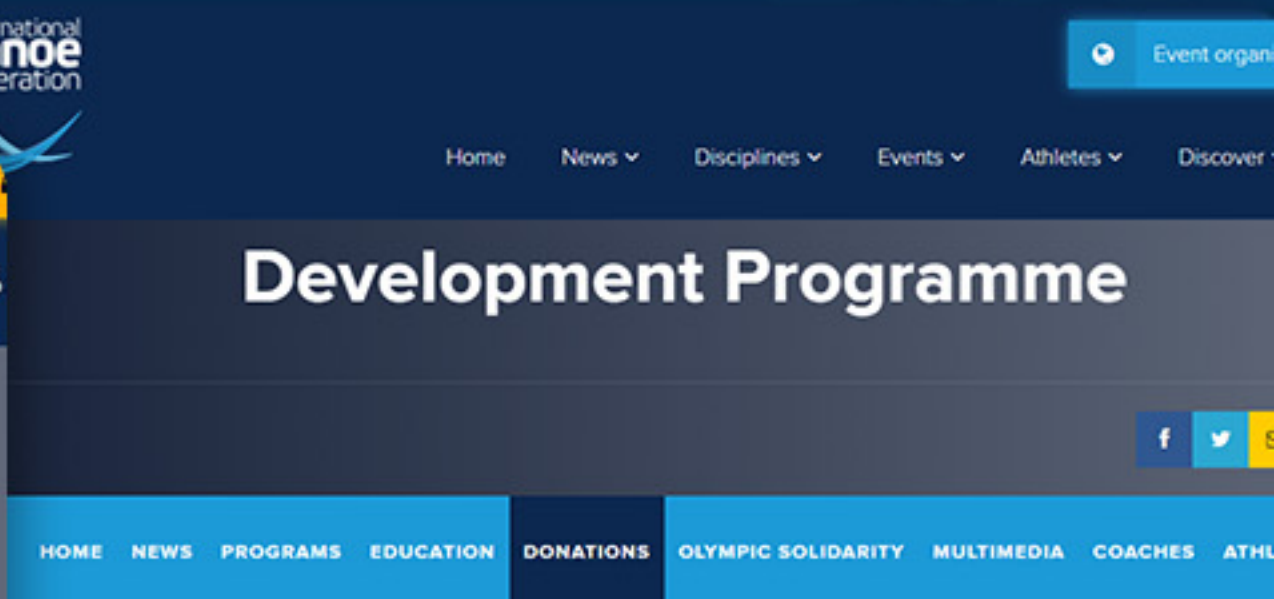 national
noe
eration
Event organi
Home News Disciplines Events Athletes Discover
Development Programme
HOME NEWS PROGRAMS EDUCATION DONATIONS OLYMPIC SOLIDARITY MULTIMEDIA COACHES ATHL